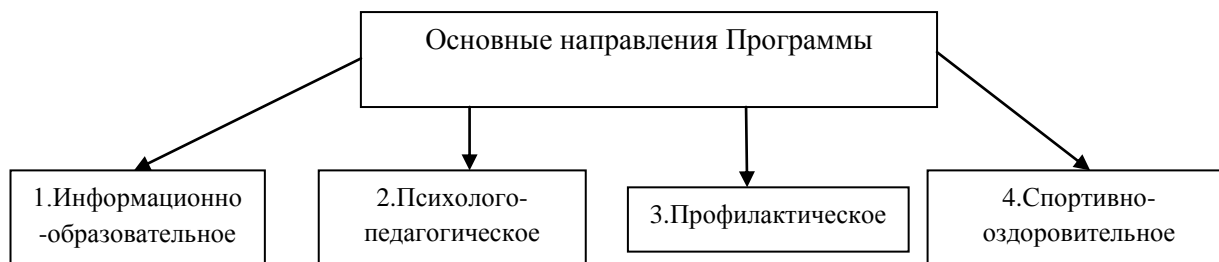 Основные направления Программы
1.Информационно
-образовательное
2.Психолого-
педагогическое
3.Профилактическое
4.Спортивно-
оздоровительное